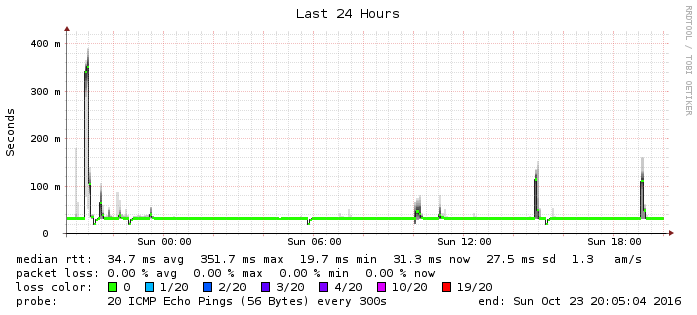 Last 24 Hours
RRDTOOL / TOBI OETIKER
Seconds
400 m
300 m
200 m
100 m
0
Sun 00:00 Sun 06:00 Sun 12:00 Sun 18:00
median rtt: 34.7 ms avg 351.7 ms max 19.7 ms min 31.3 ms now 27.5 ms sd 1.3 am/s
packet loss: 0.00 % avg 0.00 % max 0.00 % min 0.00 % now
loss color: 0 1/20 2/20 3/20 4/20 10/20 19/20
probe: 20 ICMP Echo Pings (56 Bytes) every 300s end: Sun Oct 23 20:05:04 2016